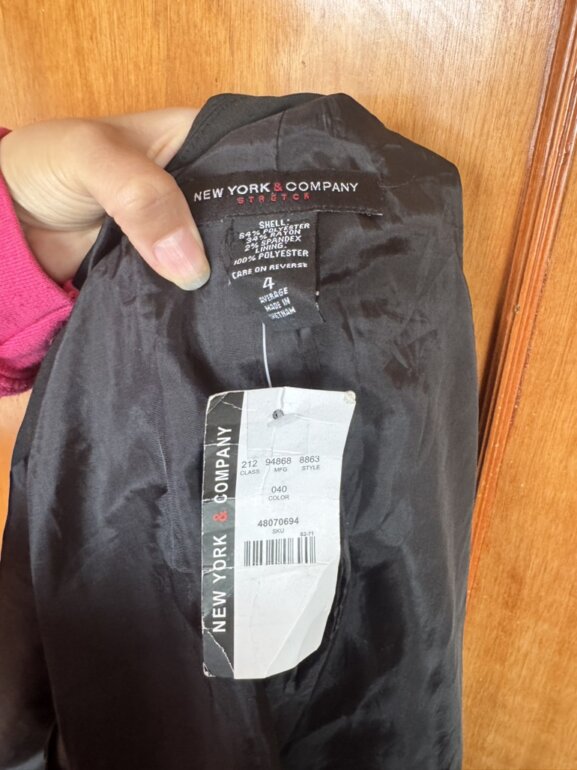 NEW YORK & COMPANY
STRETCH
SHELL:
64% POLYESTER
34% RAYON
2% SPANDEX
LINING:
100% POLYESTER
CARE ON REVERSE
4
AVERAGE
MADE IN
VIETNAM
NEW YORK & COMPANY
212 94868 8863
CLASS MFG STYLE
040
COLOR
48070694
SKU